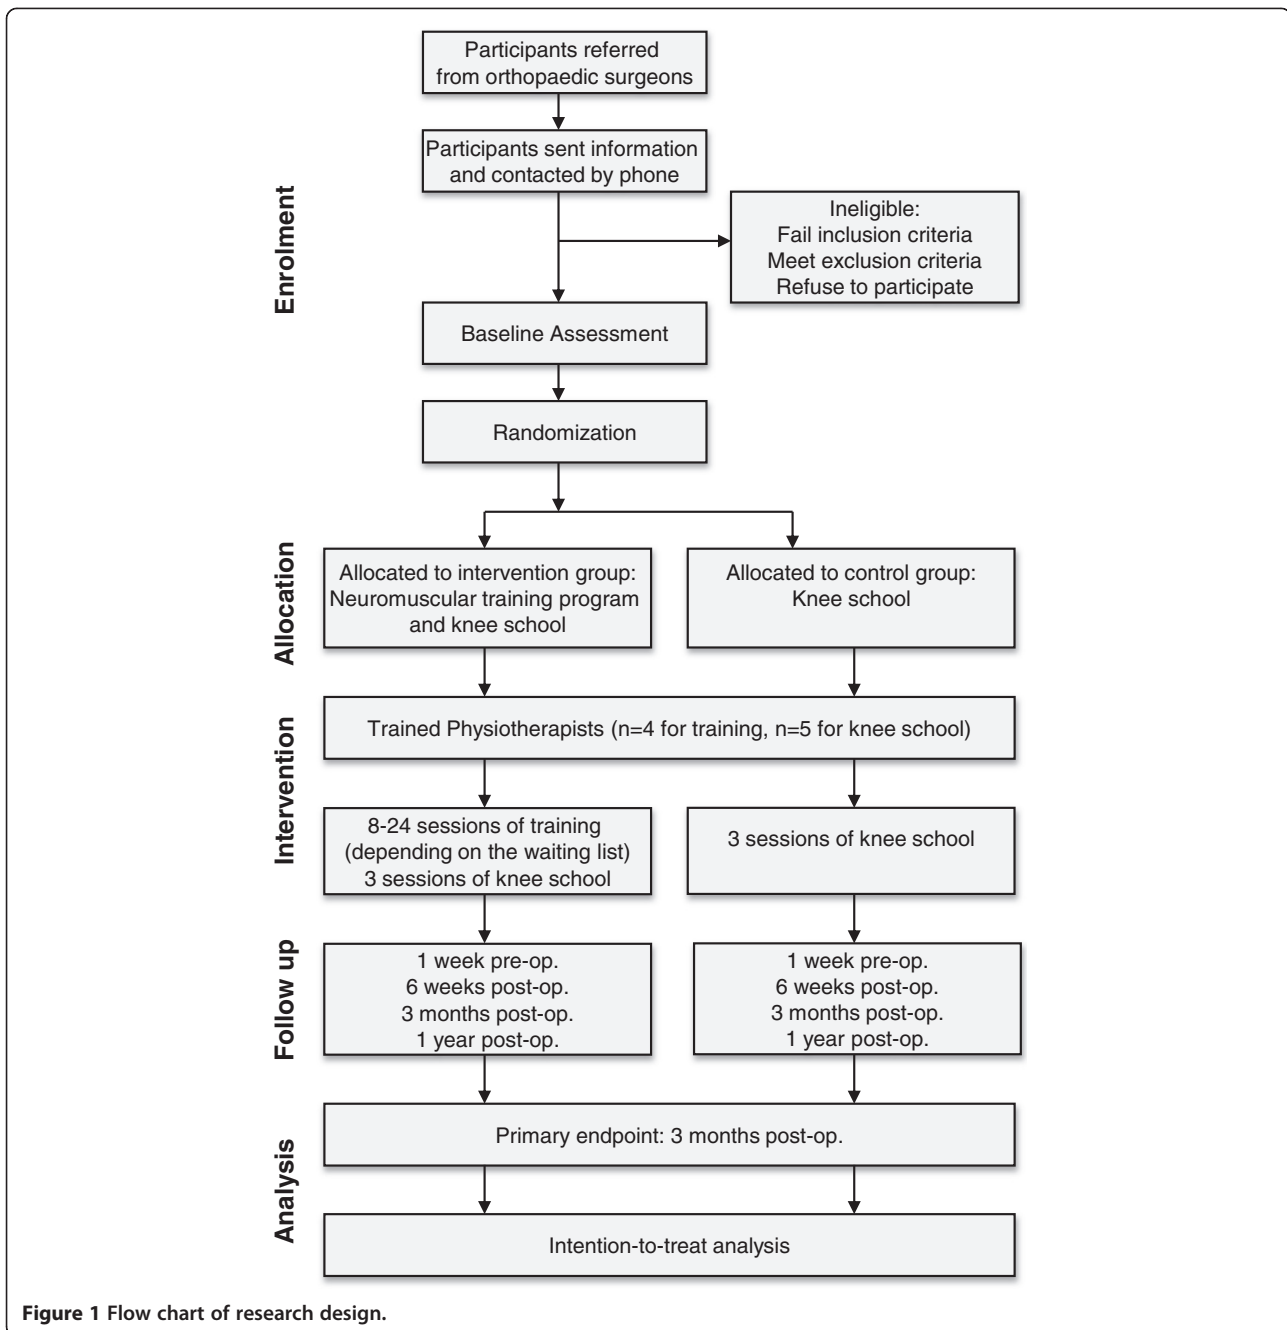 Participants referred
from orthopaedic surgeons
Participants sent information
and contacted by phone
Ineligible:
Fail inclusion criteria
Meet exclusion criteria
Refuse to participate
Enrolment
Baseline Assessment
Randomization
Allocation
Allocated to intervention group:
Neuromuscular training program
and knee school
Allocated to control group:
Knee school
Intervention
Trained Physiotherapists (n=4 for training, n=5 for knee school)
8-24 sessions of training
(depending on the waiting list)
3 sessions of knee school
3 sessions of knee school
Follow up
1 week pre-op.
6 weeks post-op.
3 months post-op.
1 year post-op.
1 week pre-op.
6 weeks post-op.
3 months post-op.
1 year post-op.
Analysis
Primary endpoint: 3 months post-op.
Intention-to-treat analysis
Figure 1 Flow chart of research design.